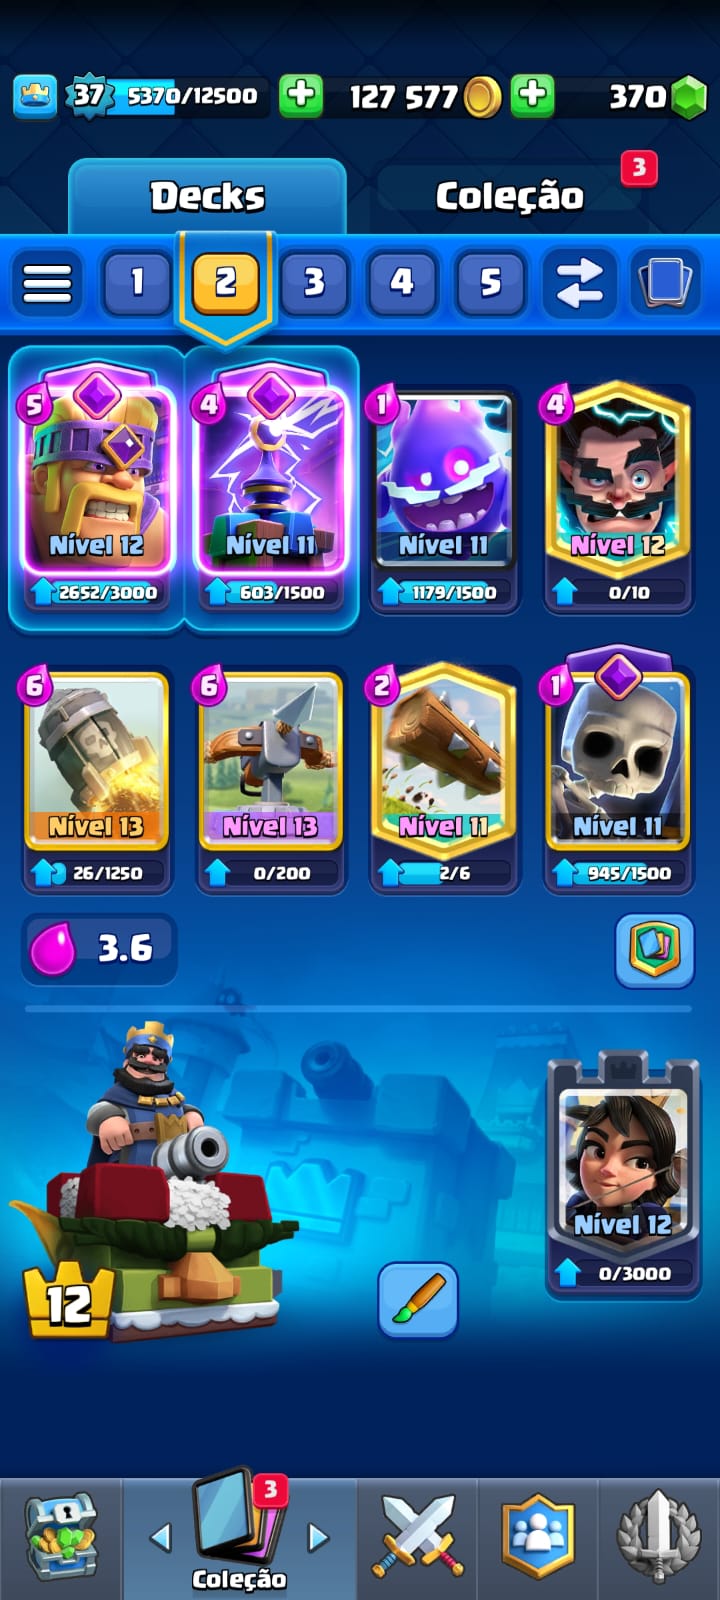 37 5370/12500 127 577 370
Decks Coleção 3
1 2 3 4 5
5 4 1 4
Nível 12 Nível 11 Nível 11 Nível 12
2652/3000 603/1500 1179/1500 0/10
6 6 2 1
Nível 13 Nível 13 Nível 11 Nível 11
26/1250 0/200 2/6 945/1500
3.6
Nível 12
0/3000
12
3
Coleção